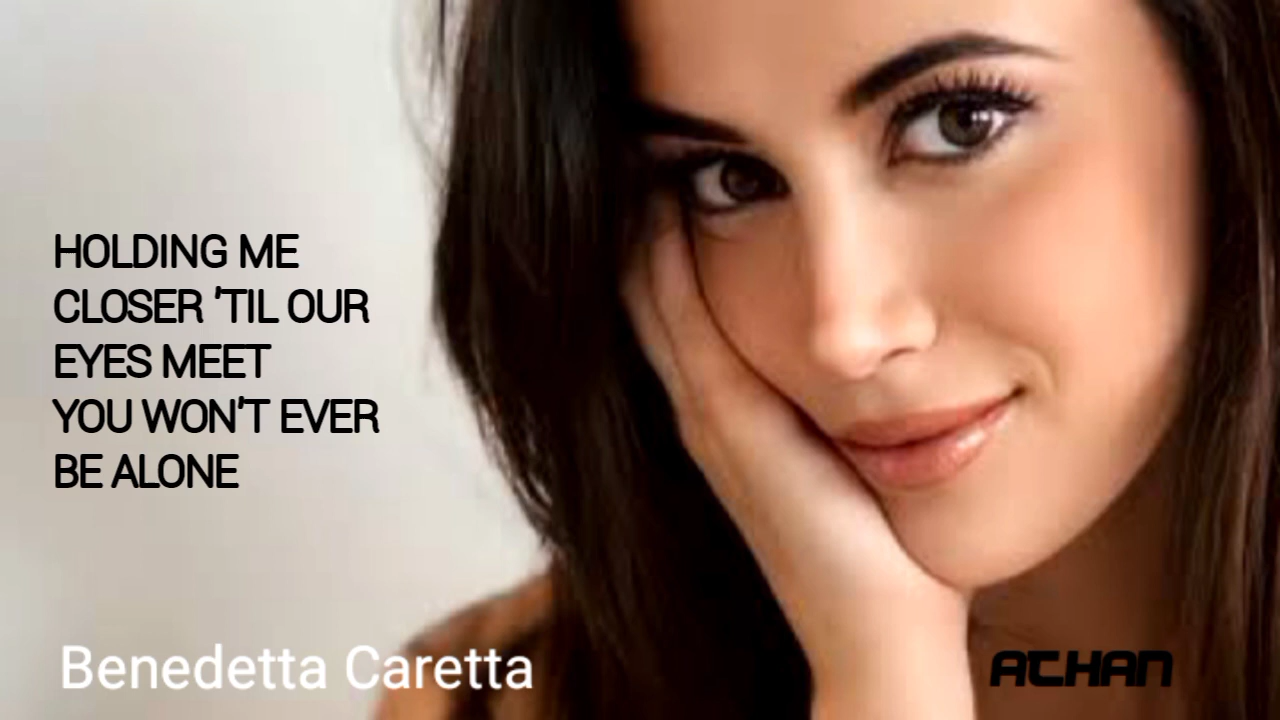 HOLDING ME
CLOSER 'TIL OUR
EYES MEET
YOU WON'T EVER
BE ALONE
Benedetta Caretta
ATHAN